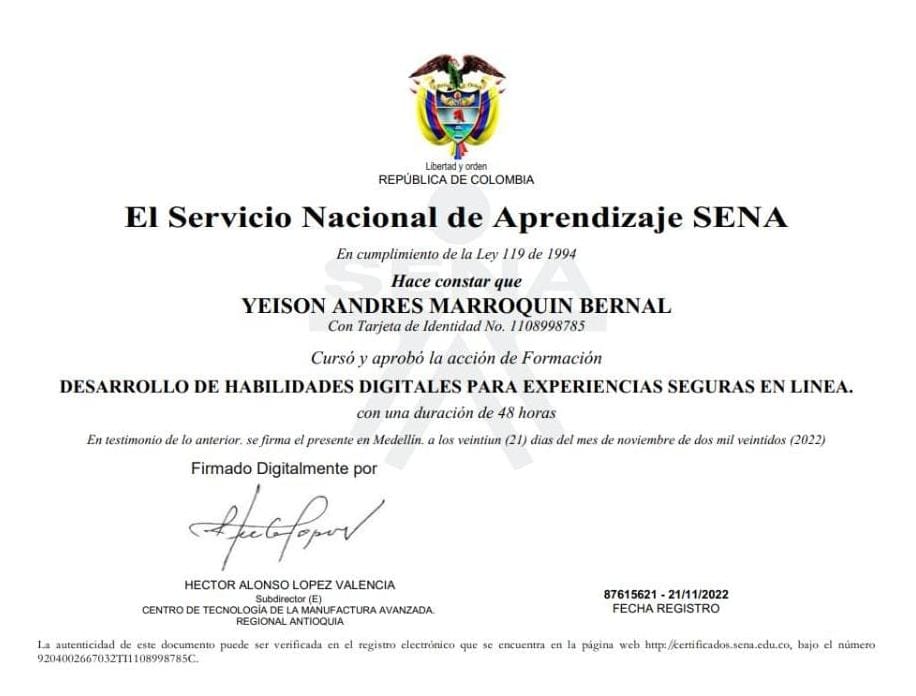 Libertad y orden
REPÚBLICA DE COLOMBIA
El Servicio Nacional de Aprendizaje SENA
En cumplimiento de la Ley 119 de 1994
SENA
Hace constar que
YEISON ANDRES MARROQUIN BERNAL
Con Tarjeta de Identidad No. 1108998785
Cursó y aprobó la acción de Formación
DESARROLLO DE HABILIDADES DIGITALES PARA EXPERIENCIAS SEGURAS EN LINEA.
con una duración de 48 horas
En testimonio de lo anterior. se firma el presente en Medellín. a los veintiun (21) dias del mes de noviembre de dos mil veintidos (2022)
Firmado Digitalmente por
HECTOR ALONSO LOPEZ VALENCIA
Subdirector (E)
CENTRO DE TECNOLOGÍA DE LA MANUFACTURA AVANZADA.
REGIONAL ANTIOQUIA
87615621 - 21/11/2022
FECHA REGISTRO
La autenticidad de este documento puede ser verificada en el registro electrónico que se encuentra en la página web http://certificados.sena.edu.co, bajo el número
9204002667032TI1108998785C.